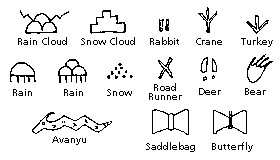 Rain Cloud Snow Cloud Rabbit Crane Turkey
Rain Rain Snow Road Runner Deer Bear
Avanyu Saddlebag Butterfly